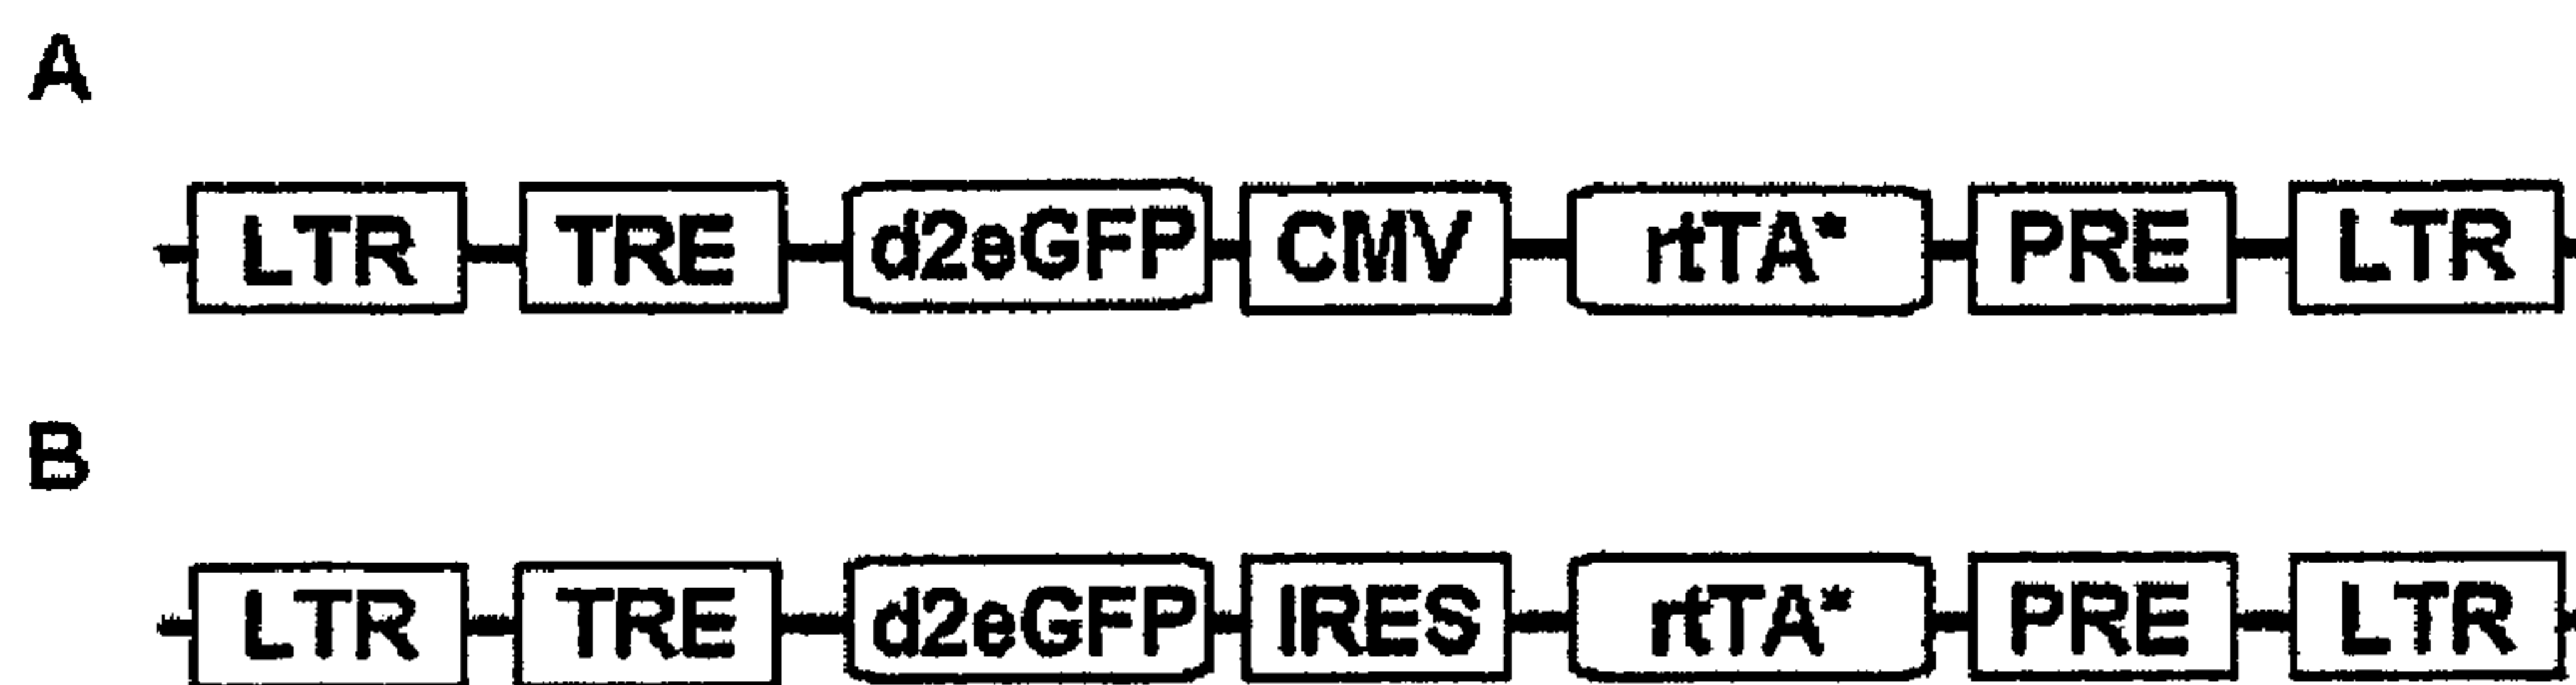 A
LTR TRE d2eGFP CMV rtTA* PRE LTR
B
LTR TRE d2eGFP IRES rtTA* PRE LTR